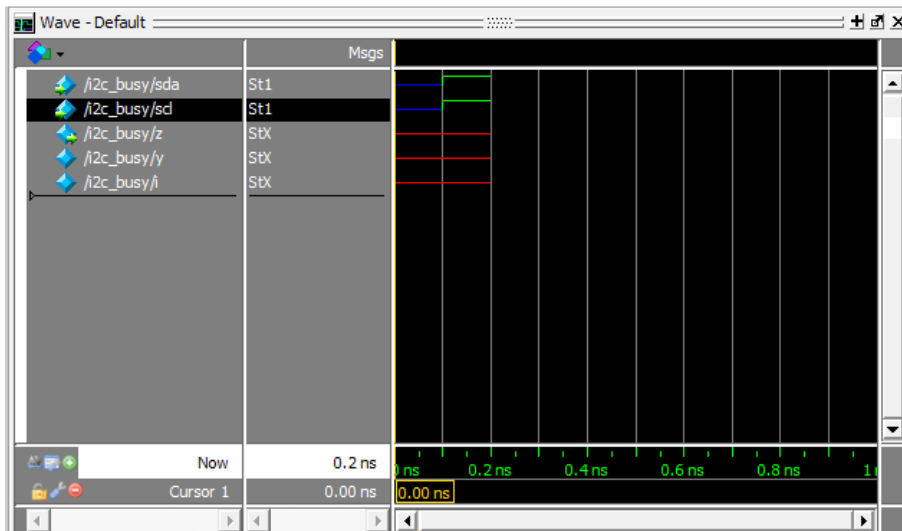 Wave - Default
Msgs
/i2c_busy/sda St1
/i2c_busy/scl St1
/i2c_busy/z StX
/i2c_busy/y StX
/i2c_busy/i StX
Now 0.2 ns
ns 0.2 ns 0.4 ns 0.6 ns 0.8 ns 1
Cursor 1 0.00 ns 0.00 ns